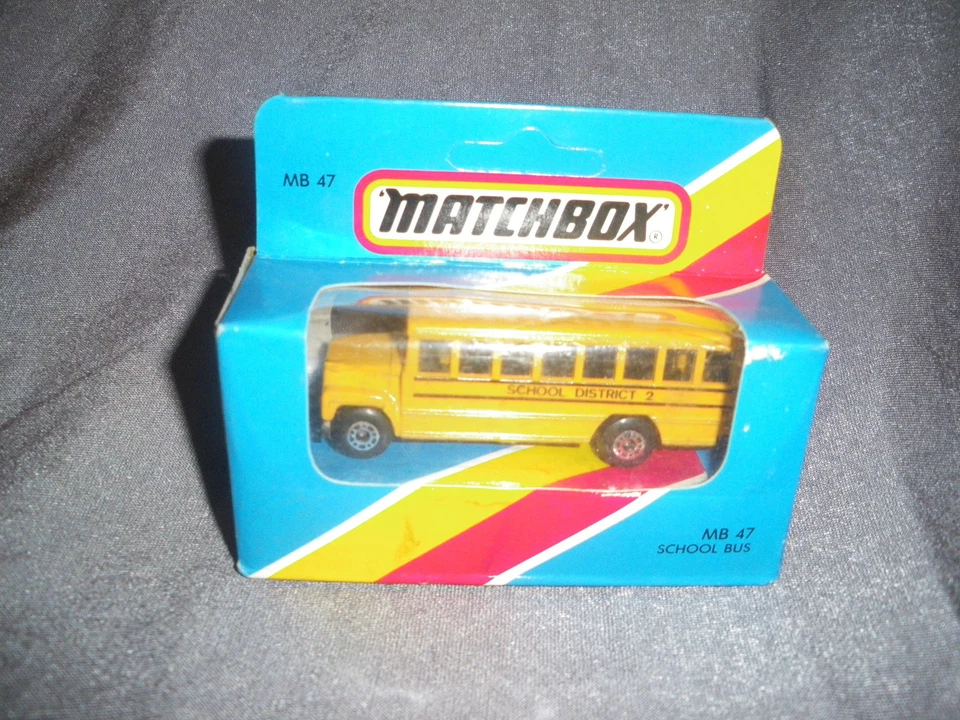 MB 47
"MATCHBOX"
®
SCHOOL DISTRICT 2
MB 47
SCHOOL BUS